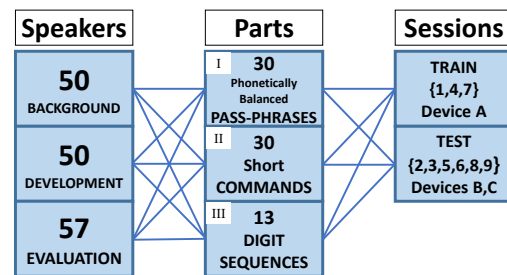 Speakers
50
BACKGROUND
50
DEVELOPMENT
57
EVALUATION
Parts
I
30
Phonetically
Balanced
PASS-PHRASES
II
30
Short
COMMANDS
III
13
DIGIT
SEQUENCES
Sessions
TRAIN
{1,4,7}
Device A
TEST
{2,3,5,6,8,9}
Devices B,C